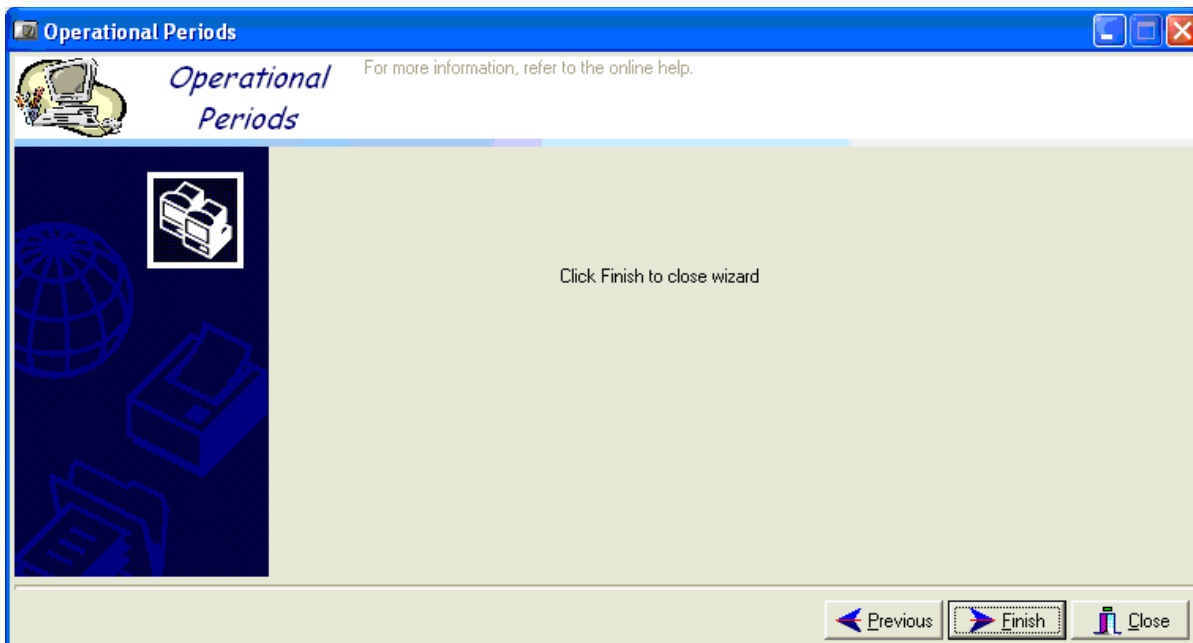 Operational Periods
Operational
Periods
For more information, refer to the online help.
Click Finish to close wizard
Previous
Finish
Close